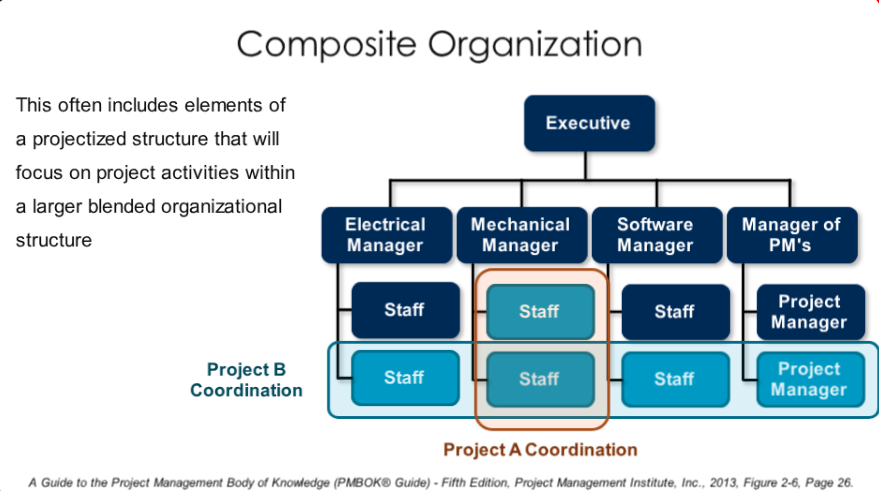 Composite Organization
This often includes elements of
a projectized structure that will
focus on project activities within
a larger blended organizational
structure
Executive
Electrical
Manager
Mechanical
Manager
Software
Manager
Manager of
PM's
Staff
Staff
Staff
Project
Manager
Project B
Coordination
Staff
Staff
Staff
Project
Manager
Project A Coordination
A Guide to the Project Management Body of Knowledge (PMBOK® Guide) - Fifth Edition, Project Management Institute, Inc., 2013, Figure 2-6, Page 26.